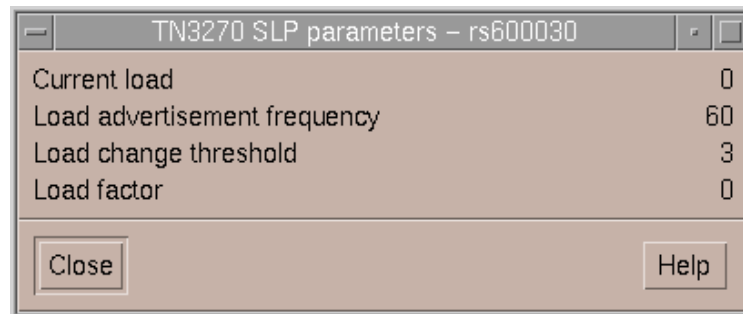 TN3270 SLP parameters – rs600030
Current load 0
Load advertisement frequency 60
Load change threshold 3
Load factor 0
Close Help